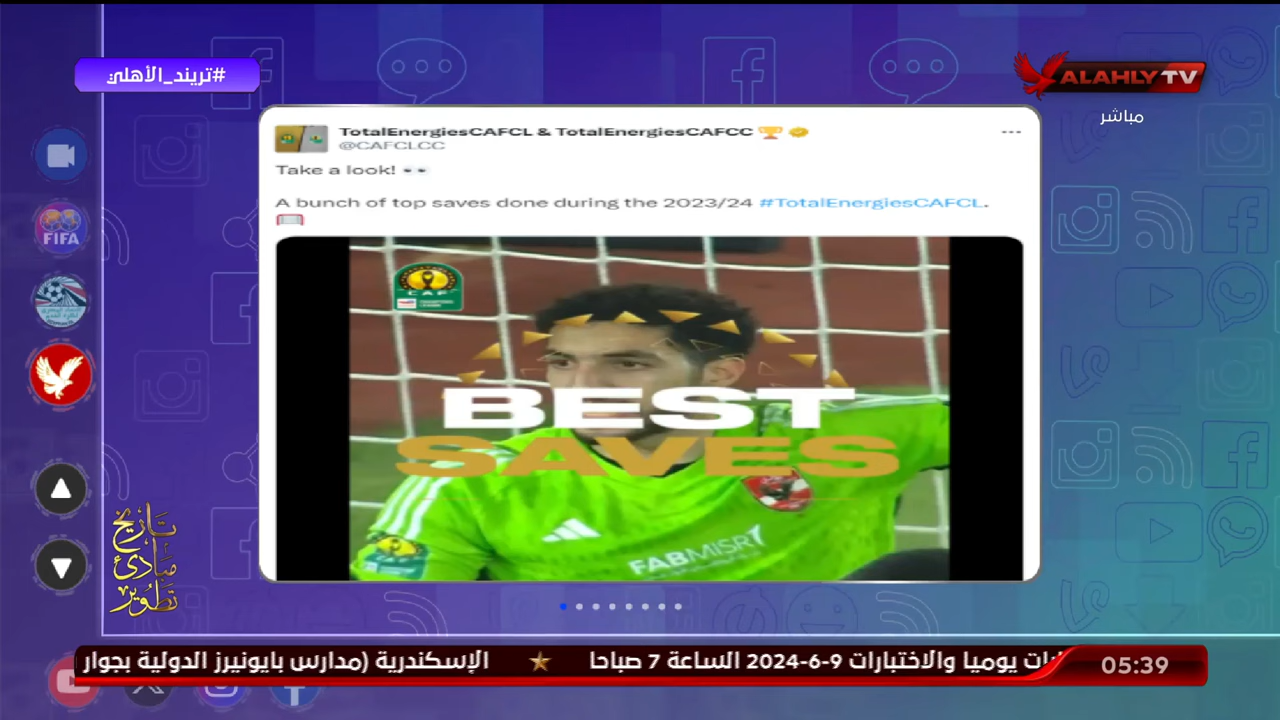 #تريند_الأهلي
ALAHLY TV
مباشر
TotalEnergiesCAFCL & TotalEnergiesCAFCC 🏆
@CAFCLCC
Take a look! 👀
A bunch of top saves done during the 2023/24 #TotalEnergiesCAFCL.
CAF
BEST
SAVES
FABMISR
FIFA
تاريخ
مبادئ
تطوير
يوميا والاختبارات 9-6-2024 الساعة 7 صباحا ★ الإسكندرية (مدارس بايونيرز الدولية بجوار
05:39